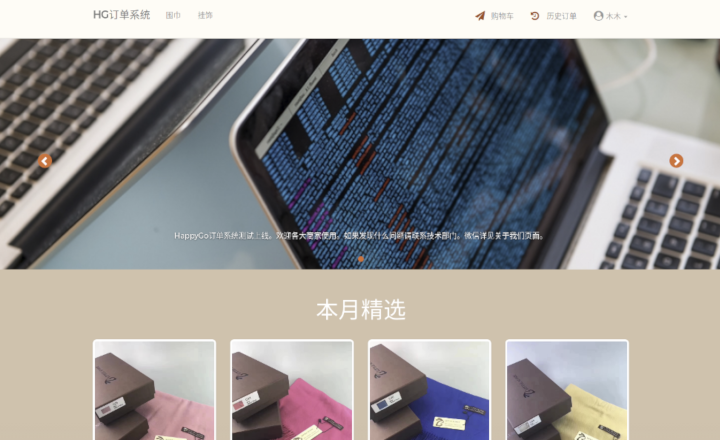 HG订单系统
围巾
挂饰
购物车
历史订单
木木
HappyGo订单系统测试上线。欢迎各大商家使用。如果发现什么问题请联系技术部门。微信详见关于我们页面。
本月精选